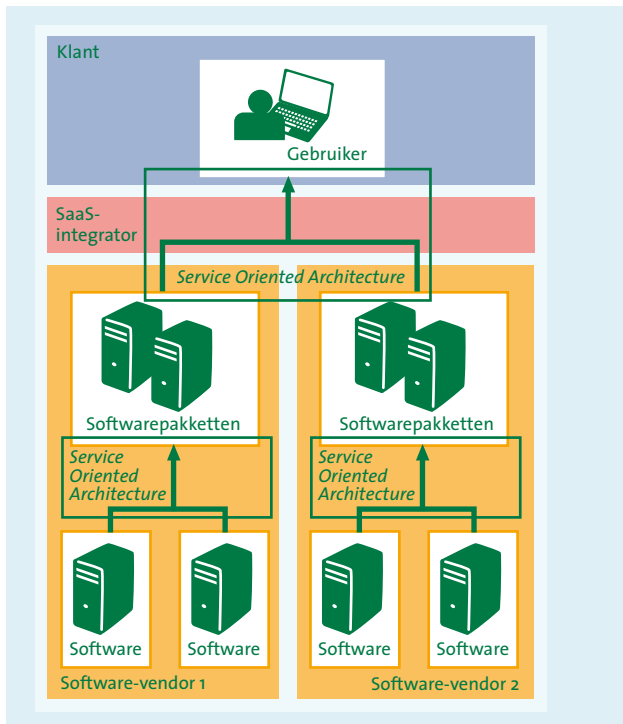 Klant
Gebruiker
SaaS-
integrator
Service Oriented Architecture
Softwarepakketten
Softwarepakketten
Service
Oriented
Architecture
Service
Oriented
Architecture
Software
Software
Software
Software
Software-vendor 1
Software-vendor 2